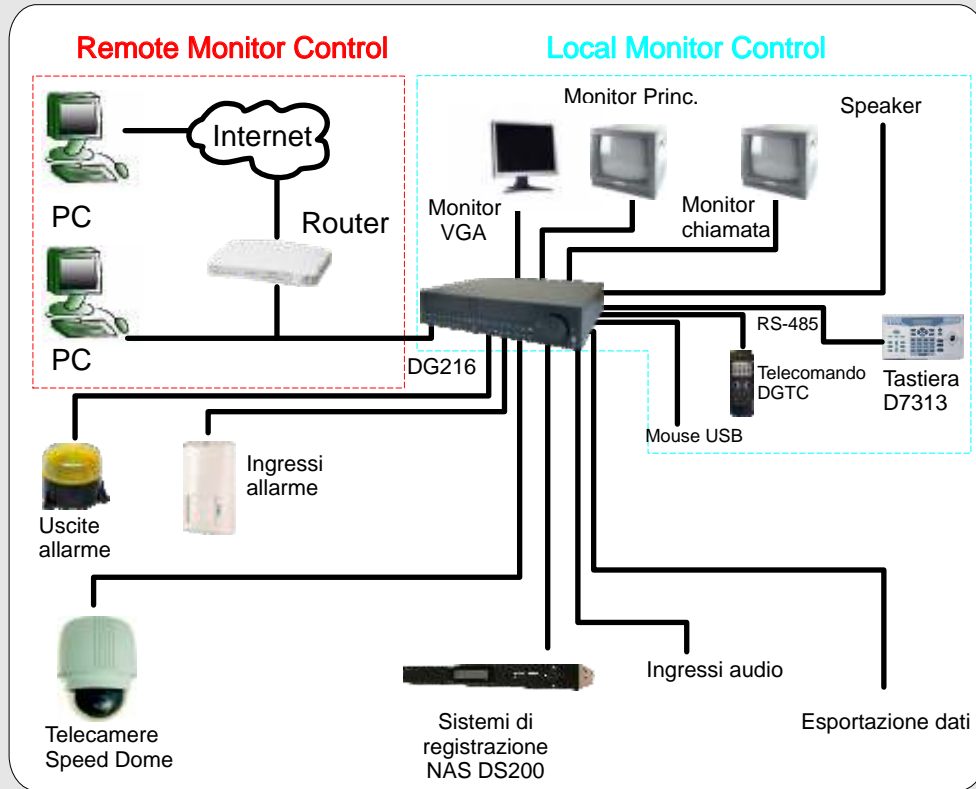 Remote Monitor Control
Local Monitor Control
Internet
PC
Router
PC
Monitor Princ.
Speaker
Monitor
VGA
Monitor
chiamata
RS-485
DG216
Telecomando
DGTC
Tastiera
D7313
Mouse USB
Uscite
allarme
Ingressi
allarme
Telecamere
Speed Dome
Sistemi di
registrazione
NAS DS200
Ingressi audio
Esportazione dati